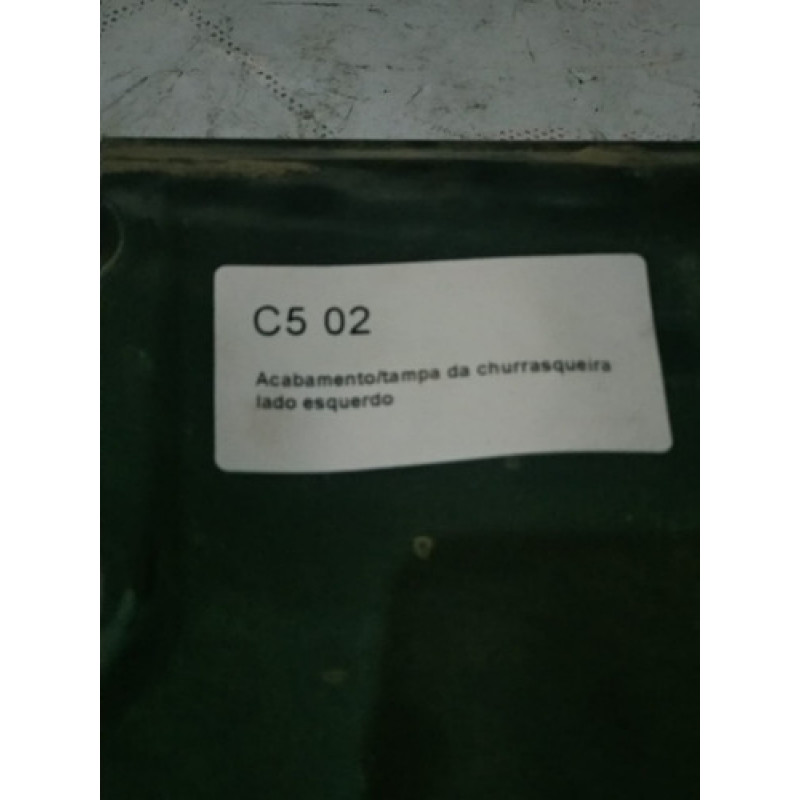 C5 02
Acabamento/tampa da churrasqueira
lado esquerdo